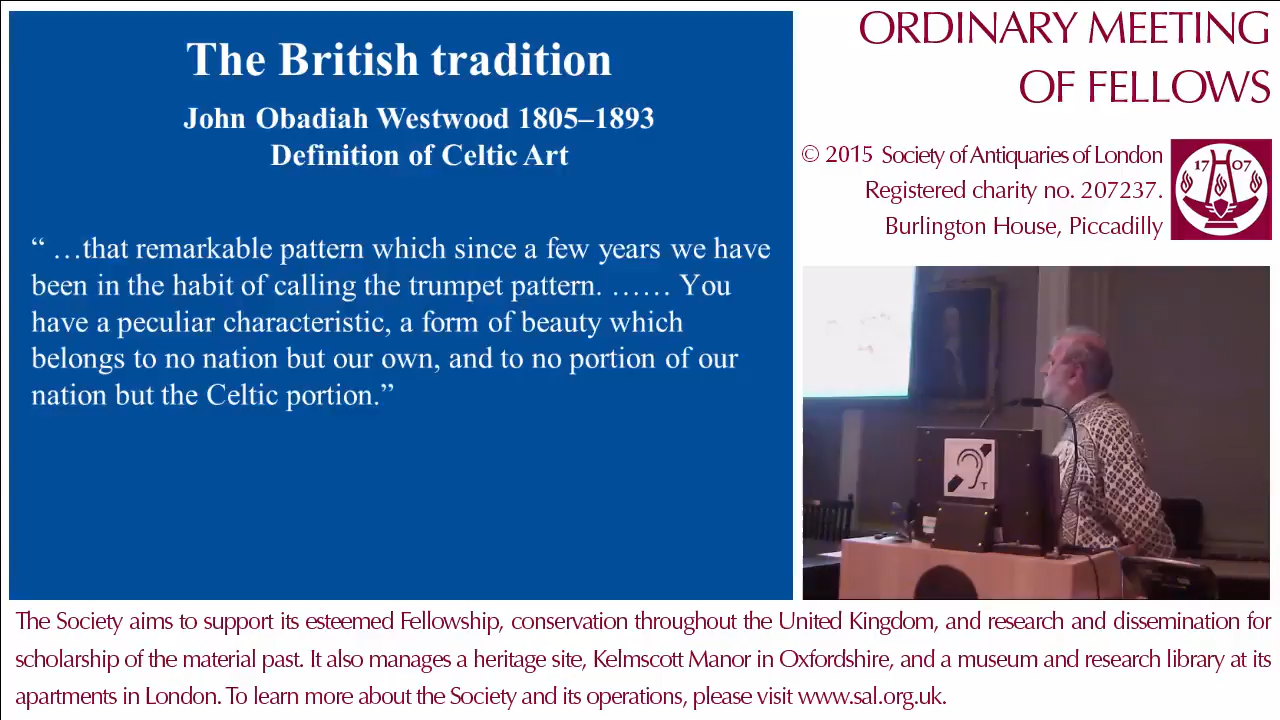 The British tradition
John Obadiah Westwood 1805–1893
Definition of Celtic Art
“ …that remarkable pattern which since a few years we have
been in the habit of calling the trumpet pattern. …… You
have a peculiar characteristic, a form of beauty which
belongs to no nation but our own, and to no portion of our
nation but the Celtic portion.”
ORDINARY MEETING
OF FELLOWS
© 2015 Society of Antiquaries of London
Registered charity no. 207237.
Burlington House, Piccadilly
17 07
T
The Society aims to support its esteemed Fellowship, conservation throughout the United Kingdom, and research and dissemination for
scholarship of the material past. It also manages a heritage site, Kelmscott Manor in Oxfordshire, and a museum and research library at its
apartments in London. To learn more about the Society and its operations, please visit www.sal.org.uk.